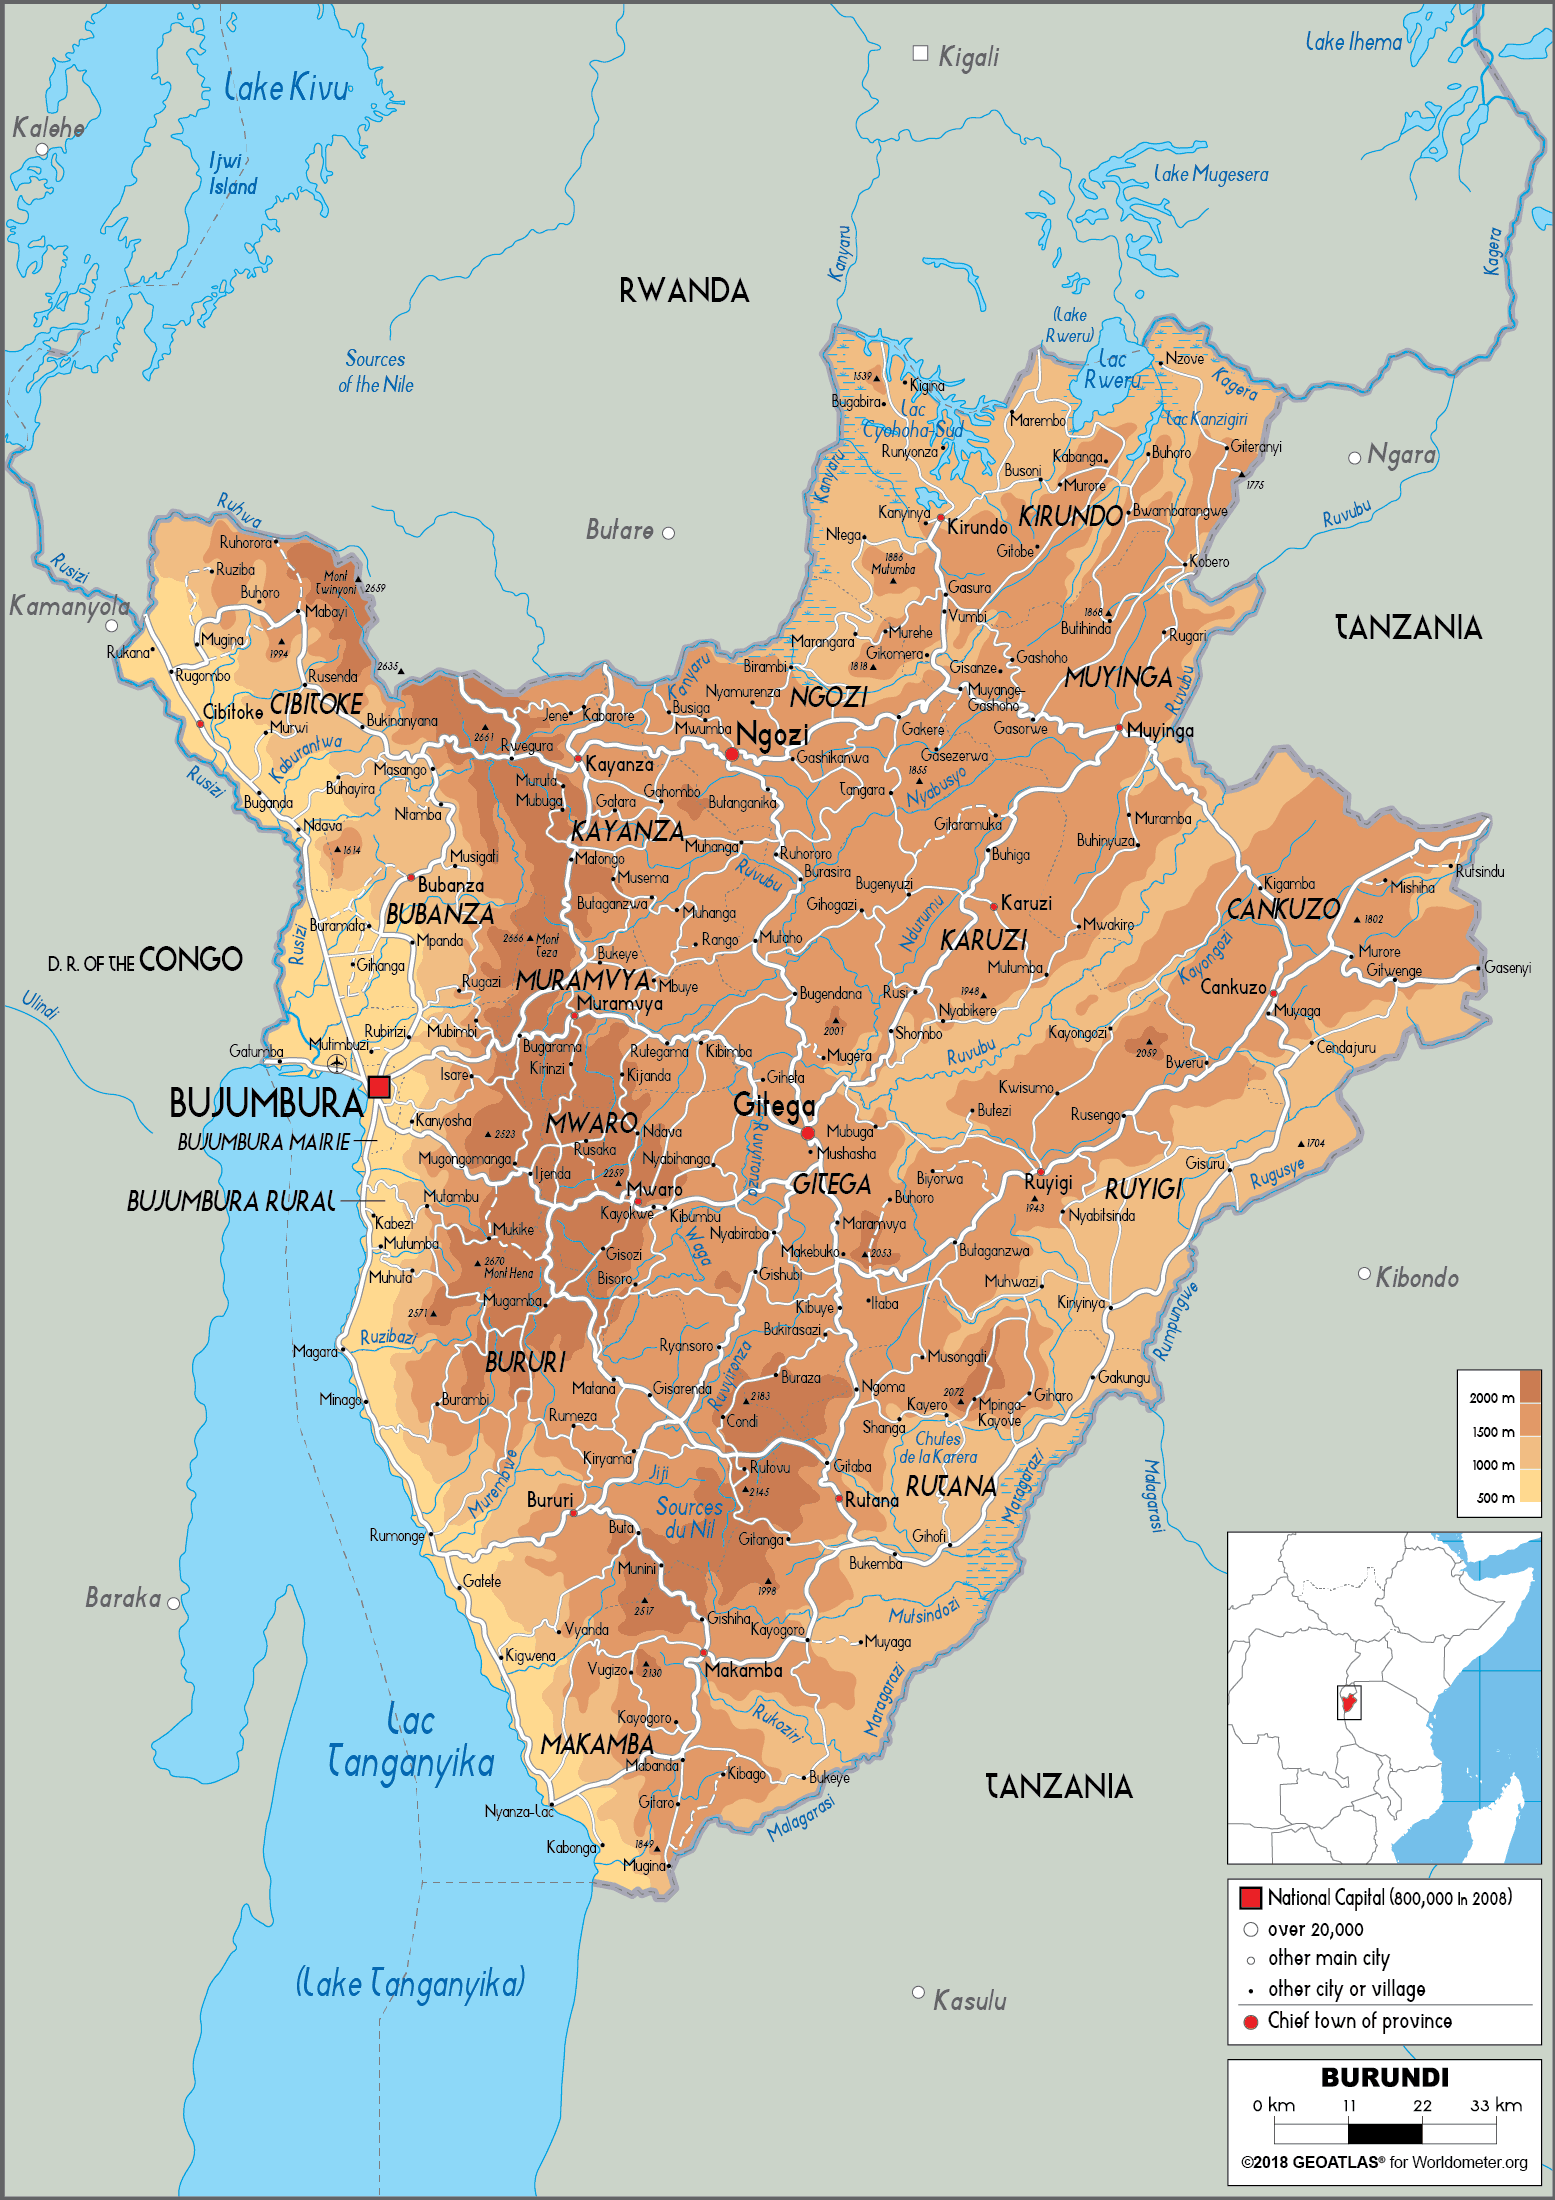 Kigali
Lake Ihema
Lake Kivu
Kalehe
Ijwi
Island
Lake Mugesera
Kanyaru
Kagera
RWANDA
(Lake
Rweru)
Sources
of the Nile
Lac
Rweru
Nzove
Kagera
1539
Kigina
Bugabira
Lac
Cyohoha-Sud
Marembo
Lac Kanzigiri
Runyonza
Kabanga
Buhoro
Giteranyi
Ngara
Kanyaru
Busoni
Murore
1775
Ruhwa
Kanyinya
Kirundo
KIRUNDO
Bwambarangwe
Ruvubu
Butare
Ruhorora
Ntega
Gitobe
Rusizi
Ruziba
Mont
Twinyoni
2659
1886
Mutumba
Kobero
Kamanyola
Buhoro
Mabayi
Gasura
Vumbi
1868
Butihinda
TANZANIA
Mugina
1994
Rukana
Marangara
Murehe
Rugari
Rugombo
Rusenda
2635
Kanyaru
Birambi
1818
Gikomera
Gisanze
Gashoho
MUYINGA
Ruvubu
Cibitoke
CIBITOKE
Nyamurenza
NGOZI
Muyange-
Gashoho
Murwi
Bukinanyana
Jene
Kabarore
Busiga
Mwumba
Ngozi
Gakere
Gasorwe
Muyinga
Kaburantwa
2661
Rwegura
Kayanza
Gashikanwa
Gasezerwa
Rusizi
Masango
Buhayira
Muruta
Mubuga
Gatara
Gahombo
Butanganika
Tangara
1855
Nyabusyo
Buganda
Ntamba
Gitaramuka
Muramba
Ndava
KAYANZA
Buhinyuza
1614
Musigati
Matongo
Muhanga
Ruhororo
Buhiga
Bubanza
BUBANZA
Musema
Ruvubu
Burasira
Bugenyuzi
Kigamba
Mishiha
Rutsindu
Butaganzwa
Muhanga
Gihogazi
Ndurumu
Karuzi
CANKUZO
1802
Buramata
Mpanda
2666
Mont
Teza
Rango
Mutaho
KARUZI
Mwakiro
D. R. OF THE CONGO
Rusizi
Gihanga
Bukeye
Mutumba
Kayongozi
Murore
Gitwenge
Gasenyi
Rugazi
MURAMVYA
Mbuye
Bugendana
Rusi
1948
Nyabikere
Cankuzo
Ulindi
Muramvya
Muyaga
Rubirizi
Mubimbi
2001
Shombo
Kayongozi
Mutimbuzi
Gatumba
Bugarama
Rutegama
Kibimba
Mugera
Ruvubu
2059
Bweru
Cendajuru
Isare
Kirinzi
Kijanda
Giheta
Kwisumo
BUJUMBURA
Gitega
Butezi
Rusengo
Kanyosha
MWARO
Ndava
Mubuga
BUJUMBURA MAIRIE
2523
Rusaka
Nyabihanga
Ruvyironza
Mushasha
1704
Mugongomanga
Ijenda
Gisuru
Rugusye
BUJUMBURA RURAL
Mutambu
2259
Mwaro
GITEGA
Biyorwa
Ruyigi
RUYIGI
Kabezi
Kayokwe
Kibumbu
Buhoro
1943
Nyabitsinda
Mutumba
Mukike
Waga
Nyabiraba
Maramvya
2670
Mont Hena
Gisozi
Makebuko
2053
Butaganzwa
Muhuta
Bisoro
Gishubi
Muhwazi
Kibondo
2571
Mugamba
Kibuye
Itaba
Kinyinya
Rumpungwe
Ruzibazi
Bukirasazi
Magara
BURURI
Ryansoro
Musongati
Gakungu
Matana
Gisarenda
Ruvyironza
Buraza
Ngoma
2072
Giharo
Minago
Burambi
Rumeza
2183
Condi
Shanga
Kayero
Mpinga-
Kayove
Kiryama
Chutes
de la Karera
2000 m
1500 m
1000 m
500 m
Murembwe
Jiji
Rutovu
Gitaba
Malagarasi
Bururi
2145
Rutana
RUTANA
Maragarazi
Sources
du Nil
Rumonge
Buta
Gitanga
Gihofi
Munini
Bukemba
Gatete
1998
Baraka
2517
Gishiha
Mutsindozi
Vyanda
Kayogoro
Muyaga
Kigwena
Vugizo
2130
Makamba
Maragarazi
Lac
Tanganyika
Kayogoro
Rukoziri
MAKAMBA
Mabanda
Kibago
Bukeye
TANZANIA
Nyanza-Lac
Gitaro
Malagarasi
Kabonga
1849
Mugina
(Lake Tanganyika)
Kasulu
National Capital (800,000 In 2008)
over 20,000
other main city
other city or village
Chief town of province
BURUNDI
0 km 11 22 33 km
©2018 GEOATLAS® for Worldometer.org